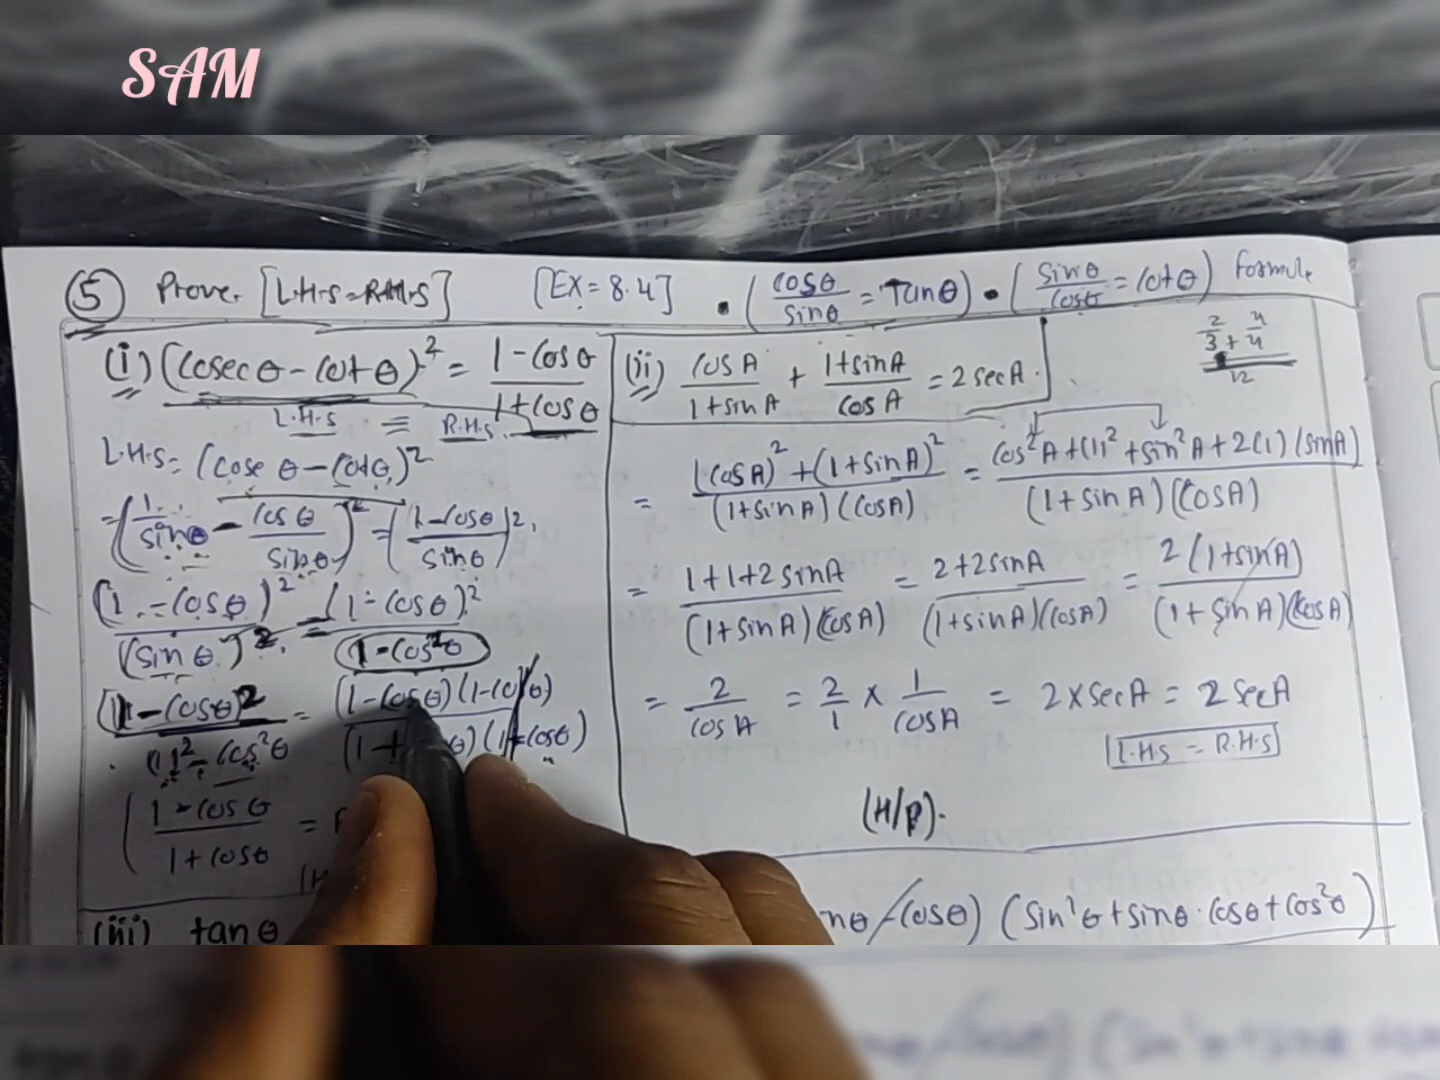 SAM
(5) Prove. [L.H.S=R.H.S] [EX=8.4] • (cosθ/sinθ = Tanθ) • (sinθ/cosθ = cotθ) Formule
2/3 + 4/4
12
(i) (cosecθ - cotθ)² = 1-cosθ/1+cosθ
L.H.S = R.H.S.
L.H.S = (cose θ - cotθ)²
= (1/sinθ - cosθ/sinθ)² = (1-cosθ/sinθ)²
(1-cosθ)²/(sinθ)² = (1-cosθ)²/1-cos²θ
(1-cosθ)²/(1)²-cos²θ = (1-cosθ)(1-cosθ)/(1+cosθ)
1-cosθ/1+cosθ =
(ii) cosA/1+sinA + 1+sinA/cosA = 2secA.
= (cosA)²+(1+sinA)²/(1+sinA)(cosA) = cos²A+(1)²+sin²A+2(1)(sinA)/(1+sinA)(cosA)
= 1+1+2sinA/(1+sinA)(cosA) = 2+2sinA/(1+sinA)(cosA) = 2(1+sinA)/(1+sinA)(cosA)
= 2/cosA = 2/1 × 1/cosA = 2×secA = 2secA
L.H.S = R.H.S
(H/P).
(iii) tanθ
-cosθ) (sin²θ+sinθ.cosθ+cos²θ)